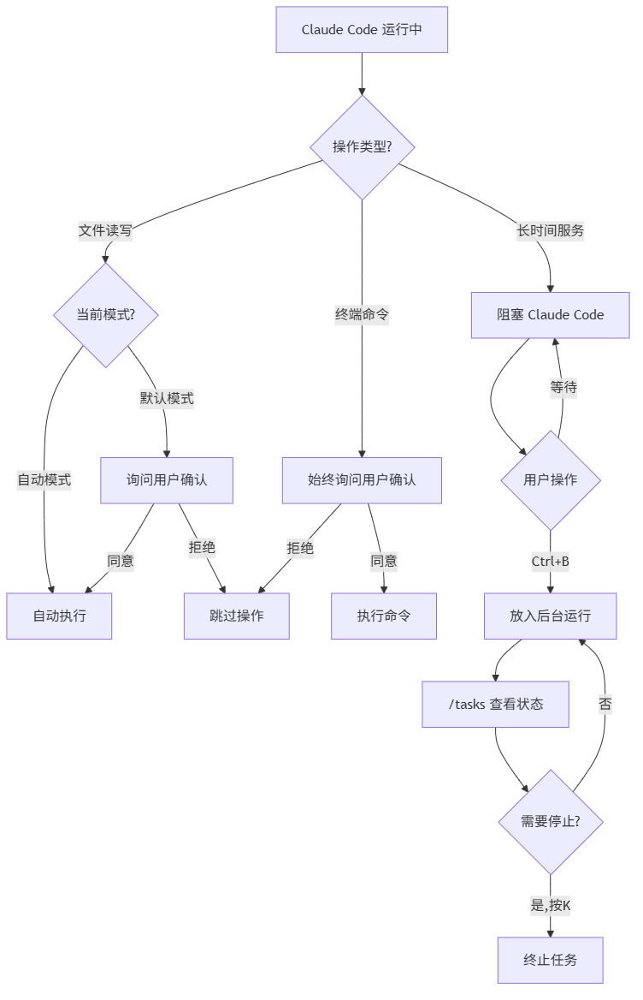 Claude Code 运行中
操作类型?
文件读写
长时间服务
当前模式?
终端命令
阻塞 Claude Code
默认模式
等待
自动模式
询问用户确认
始终询问用户确认
用户操作
同意
拒绝
拒绝
同意
Ctrl+B
自动执行
跳过操作
执行命令
放入后台运行
/tasks 查看状态
否
需要停止?
是,按K
终止任务